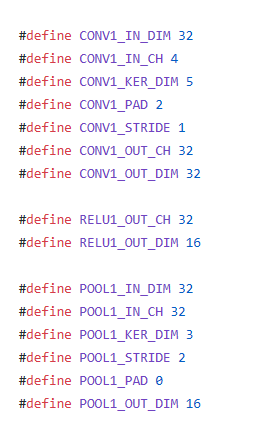 #define CONV1_IN_DIM 32
#define CONV1_IN_CH 4
#define CONV1_KER_DIM 5
#define CONV1_PAD 2
#define CONV1_STRIDE 1
#define CONV1_OUT_CH 32
#define CONV1_OUT_DIM 32
#define RELU1_OUT_CH 32
#define RELU1_OUT_DIM 16
#define POOL1_IN_DIM 32
#define POOL1_IN_CH 32
#define POOL1_KER_DIM 3
#define POOL1_STRIDE 2
#define POOL1_PAD 0
#define POOL1_OUT_DIM 16